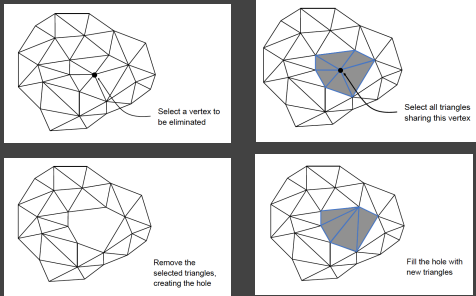 Select a vertex to
be eliminated
Select all triangles
sharing this vertex
Remove the
selected triangles,
creating the hole
Fill the hole with
new triangles